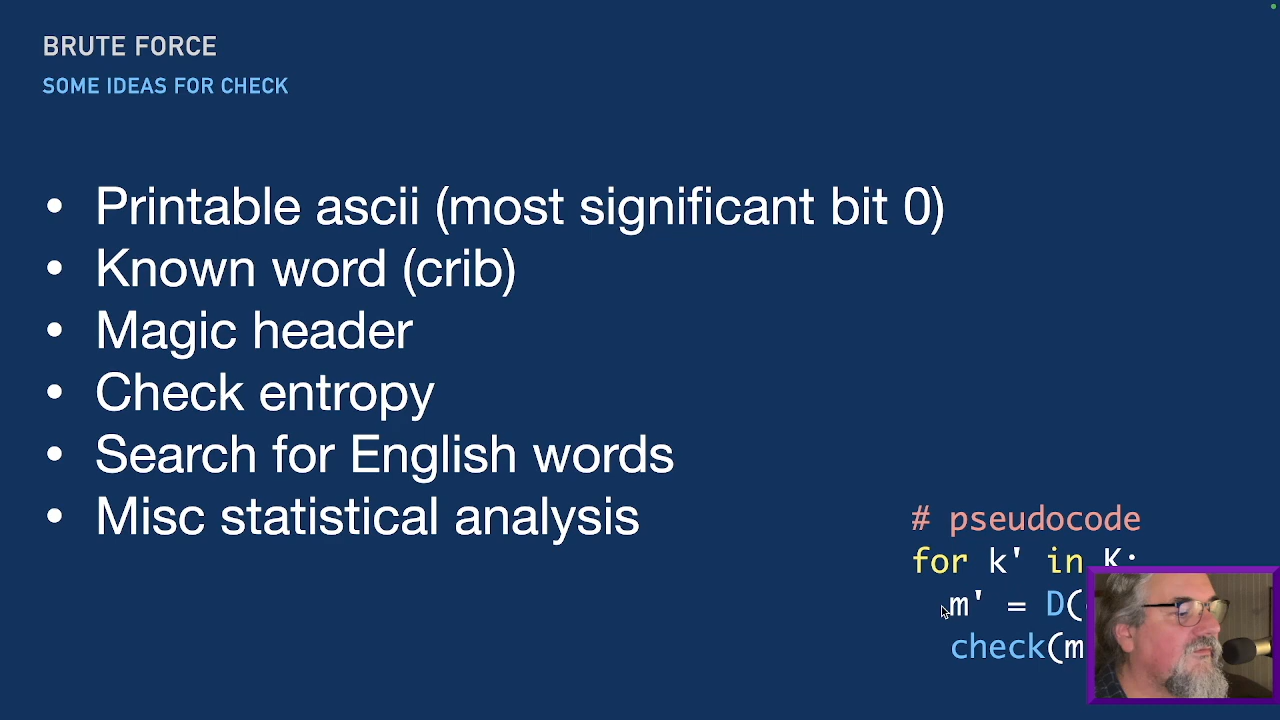 BRUTE FORCE
SOME IDEAS FOR CHECK
• Printable ascii (most significant bit 0)
• Known word (crib)
• Magic header
• Check entropy
• Search for English words
• Misc statistical analysis
# pseudocode
for k' in K:
m' = D(
check(m